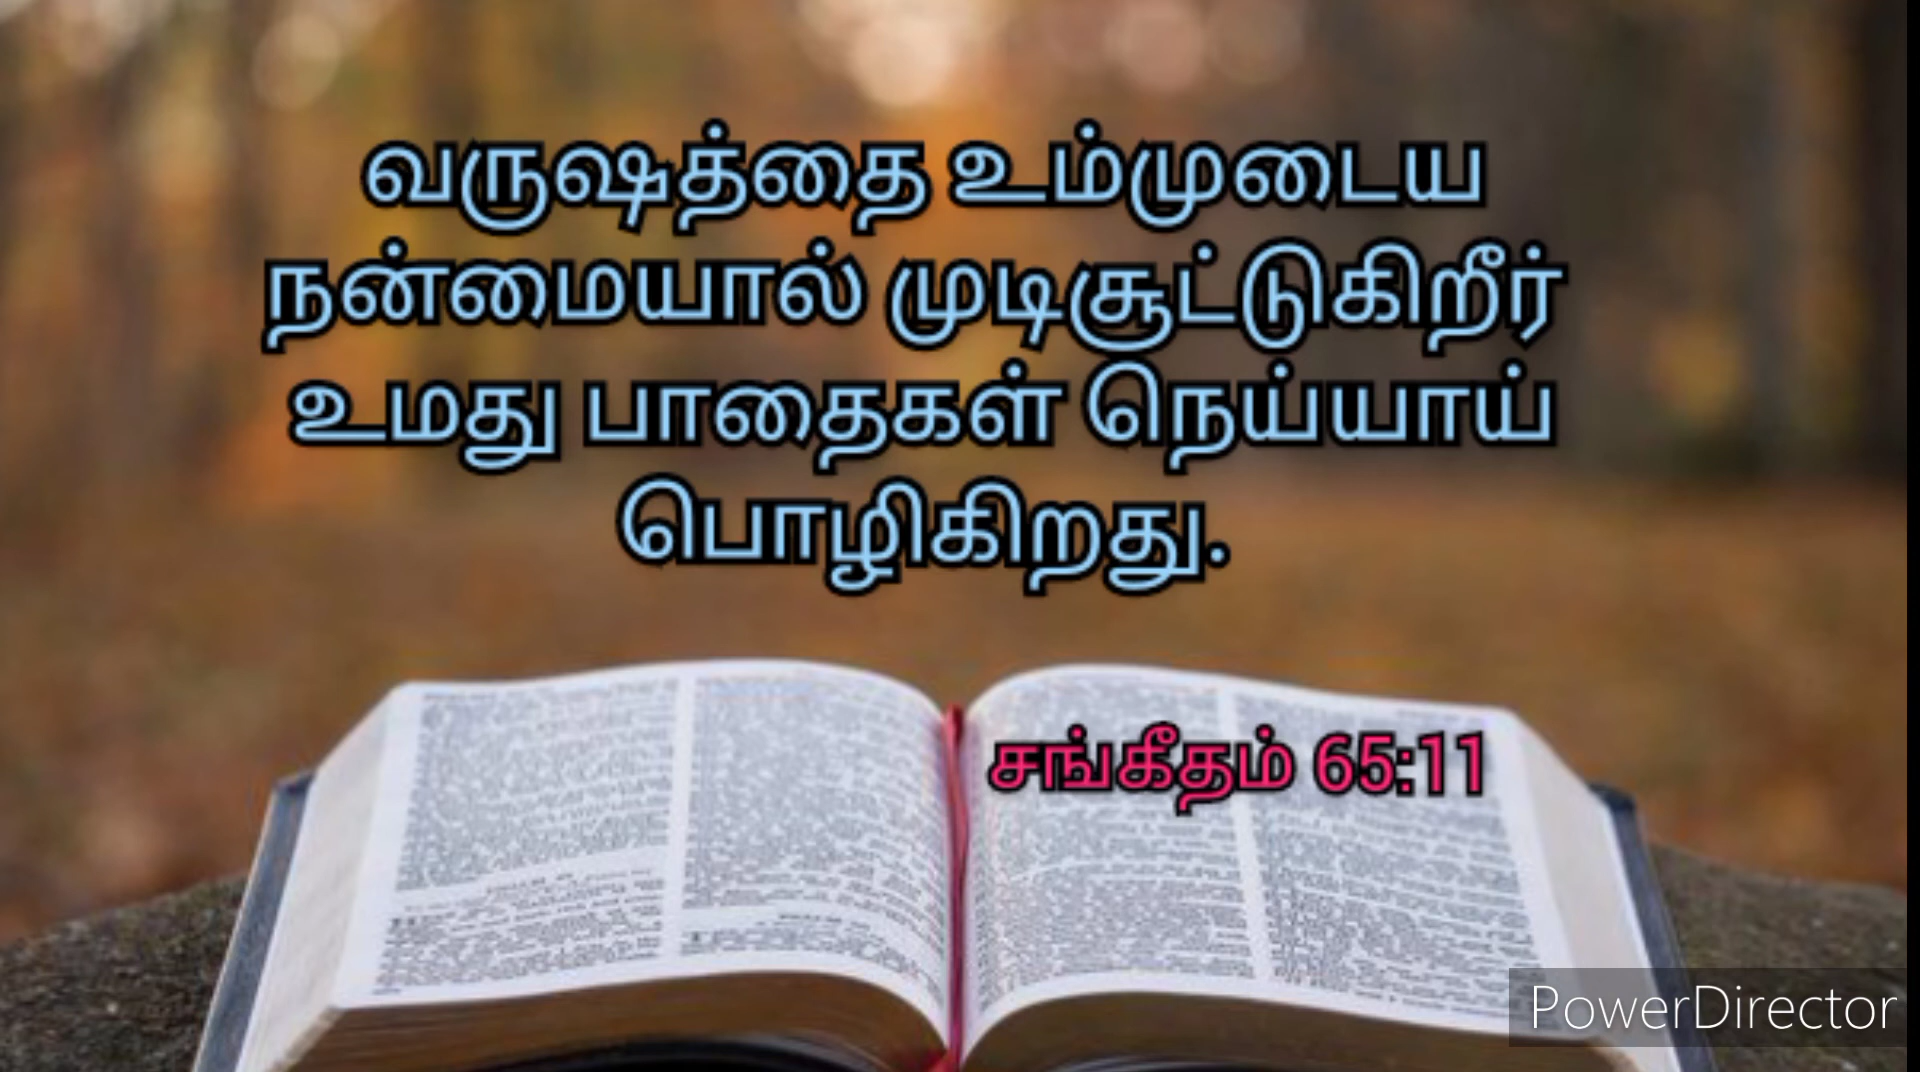 வருஷத்தை உம்முடைய
நன்மையால் முடிசூட்டுகிறீர்
உமது பாதைகள் நெய்யாய்
பொழிகிறது.
சங்கீதம் 65:11
PowerDirector